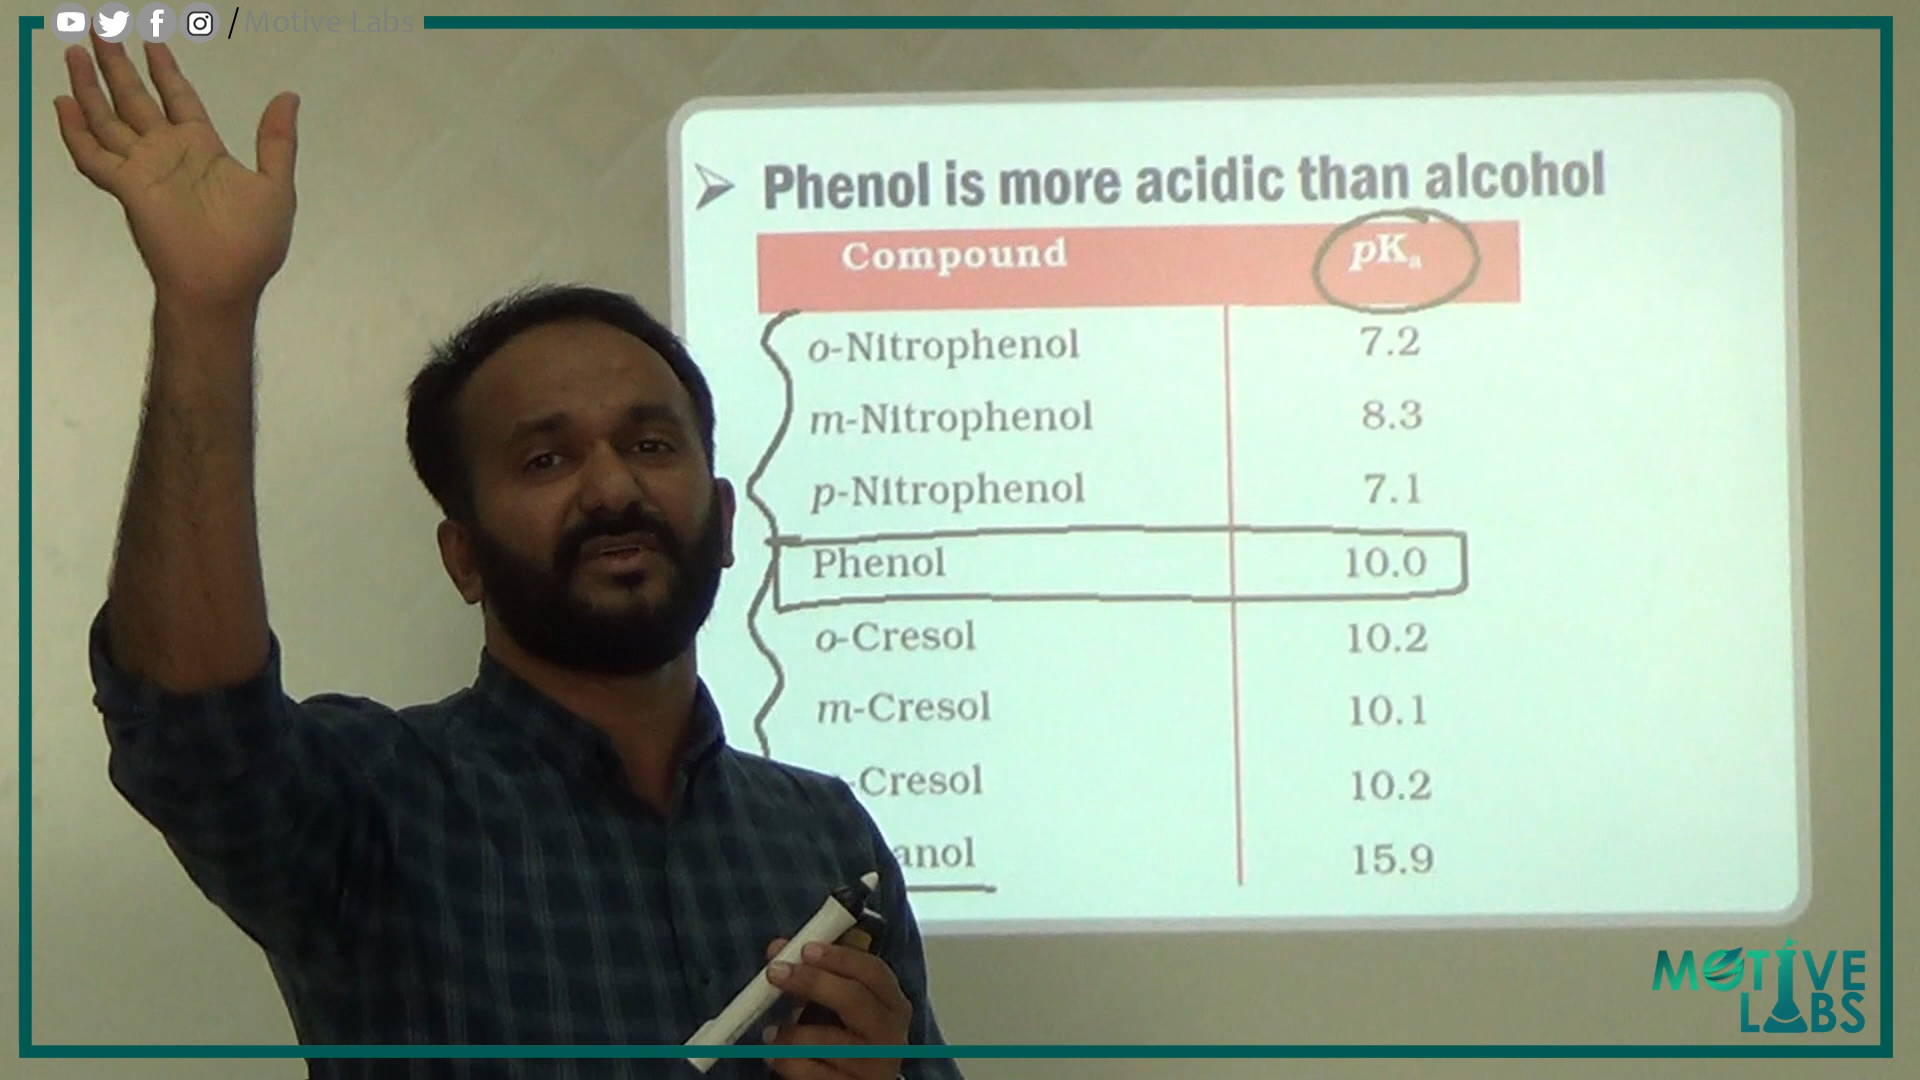 / Motive Labs
➢ Phenol is more acidic than alcohol
Compound pKa
o-Nitrophenol 7.2
m-Nitrophenol 8.3
p-Nitrophenol 7.1
Phenol 10.0
o-Cresol 10.2
m-Cresol 10.1
-Cresol 10.2
anol 15.9
MOTIVE
LABS